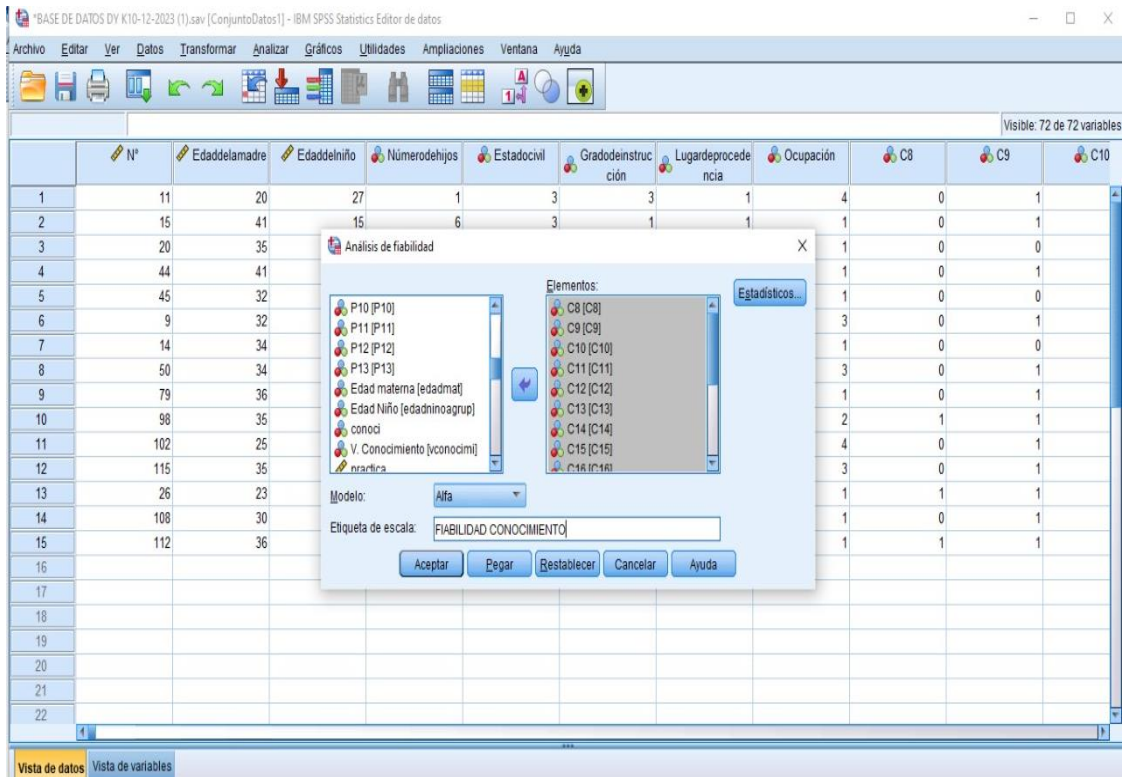 *BASE DE DATOS DY K10-12-2023 (1).sav [ConjuntoDatos1] - IBM SPSS Statistics Editor de datos
Archivo Editar Ver Datos Transformar Analizar Gráficos Utilidades Ampliaciones Ventana Ayuda
Visible: 72 de 72 variables
N° Edaddelamadre Edaddelniño Númerodehijos Estadocivil Gradodeinstrucción Lugardeprocedencia Ocupación C8 C9 C10
1 11 20 27 1 3 3 1 4 0 1
2 15 41 15 6 3 1 1 1 0 1
3 20 35 1 0 0
4 44 41 1 0 1
5 45 32 1 0 0
6 9 32 3 0 1
7 14 34 1 0 0
8 50 34 3 0 1
9 79 36 1 0 1
10 98 35 2 1 1
11 102 25 4 0 1
12 115 35 3 0 1
13 26 23 1 1 1
14 108 30 1 0 1
15 112 36 1 1 1
16
17
18
19
20
21
22
Análisis de fiabilidad
Elementos:
Estadísticos...
P10 [P10]
P11 [P11]
P12 [P12]
P13 [P13]
Edad materna [edadmat]
Edad Niño [edadninoagrup]
conoci
V. Conocimiento [vconocimi]
practica
C8 [C8]
C9 [C9]
C10 [C10]
C11 [C11]
C12 [C12]
C13 [C13]
C14 [C14]
C15 [C15]
C16 [C16]
Modelo: Alfa
Etiqueta de escala: FIABILIDAD CONOCIMIENTO
Aceptar Pegar Restablecer Cancelar Ayuda
Vista de datos Vista de variables